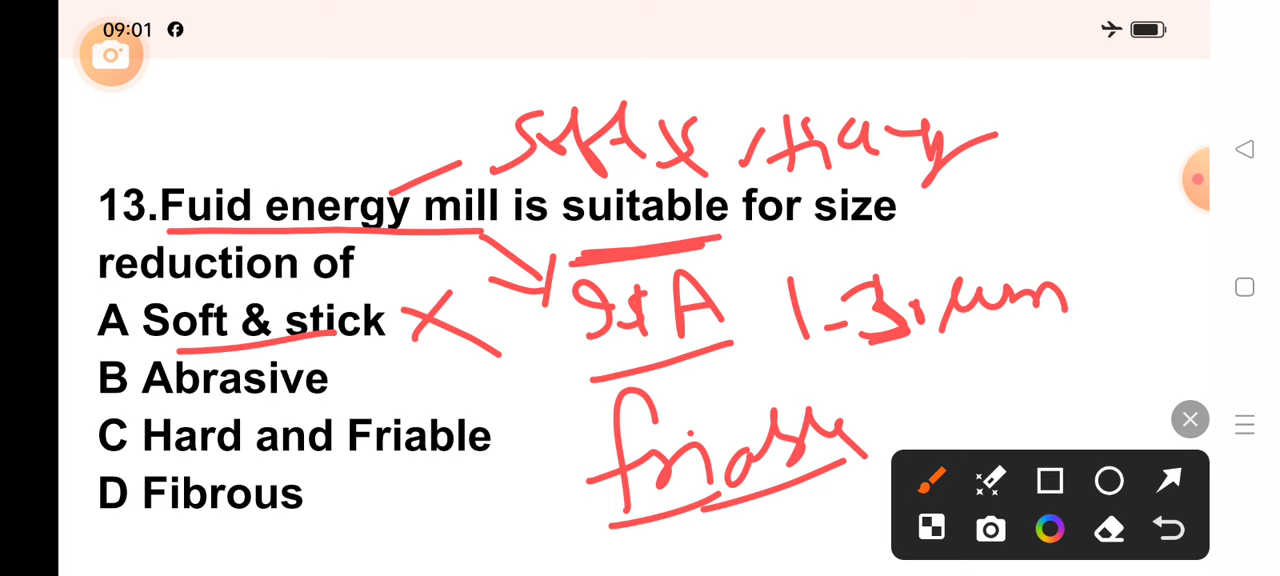 09:01
soft &
13.Fuid energy mill is suitable for size
reduction of
A Soft & stick
1-30 μm
B Abrasive
C Hard and Friable
friable
D Fibrous